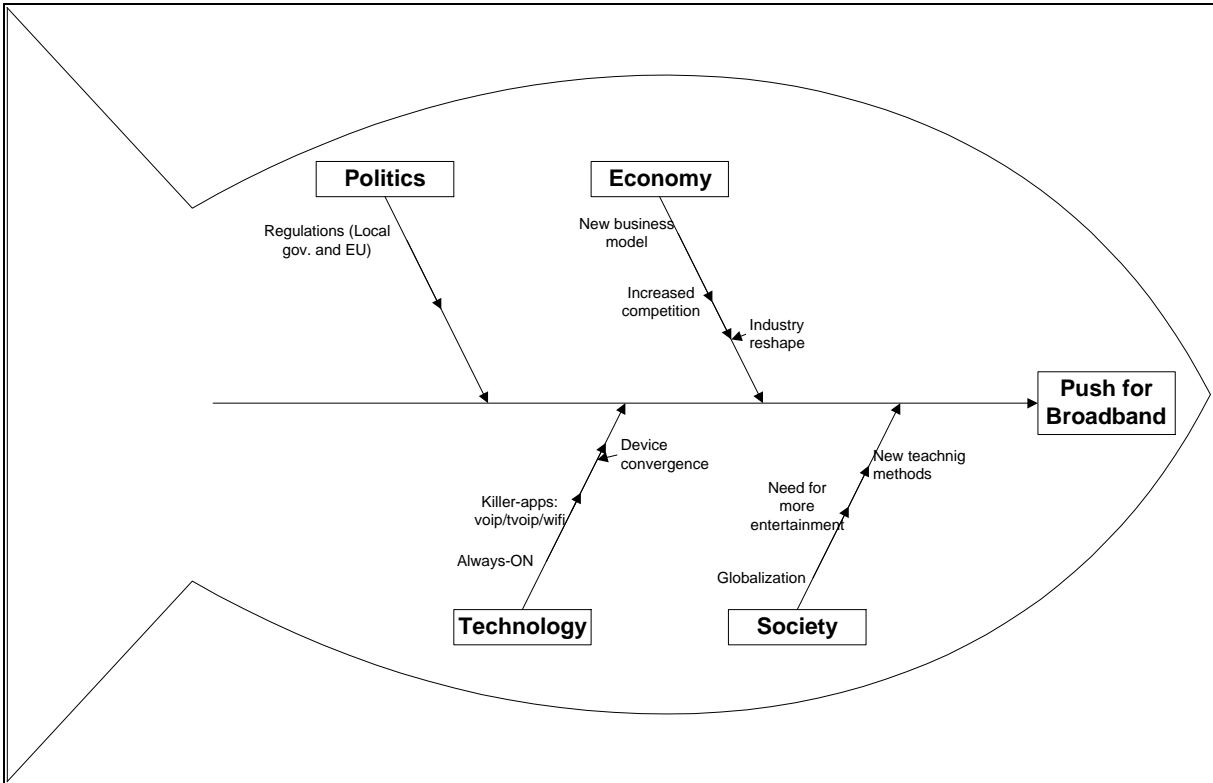 Politics
Economy
Regulations (Local
gov. and EU)
New business
model
Increased
competition
Industry
reshape
Push for
Broadband
Device
convergence
Killer-apps:
voip/tvoip/wifi
Always-ON
New teachnig
methods
Need for
more
entertainment
Globalization
Technology
Society